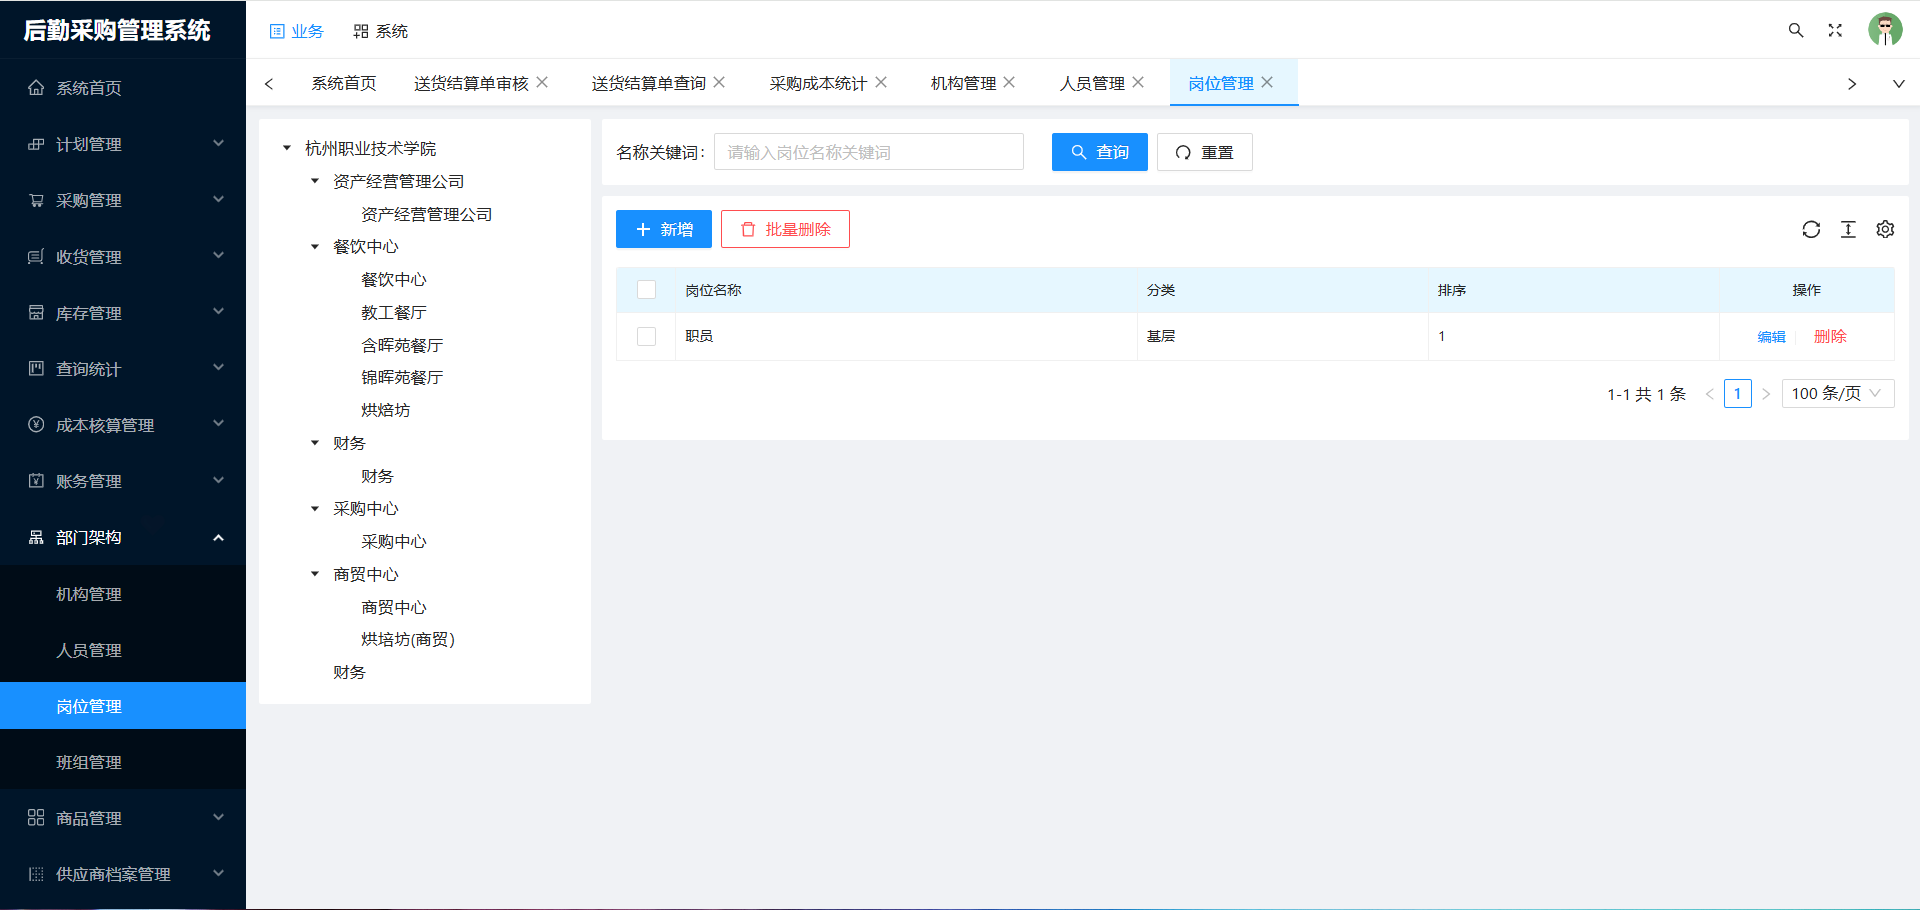 后勤采购管理系统
业务
系统
系统首页
计划管理
采购管理
收货管理
库存管理
查询统计
成本核算管理
账务管理
部门架构
机构管理
人员管理
岗位管理
班组管理
商品管理
供应商档案管理
系统首页 送货结算单审核 送货结算单查询 采购成本统计 机构管理 人员管理 岗位管理
杭州职业技术学院
资产经营管理公司
资产经营管理公司
餐饮中心
餐饮中心
教工餐厅
含晖苑餐厅
锦晖苑餐厅
烘焙坊
财务
财务
采购中心
采购中心
商贸中心
商贸中心
烘培坊(商贸)
财务
名称关键词: 请输入岗位名称关键词 查询 重置
新增 批量删除
岗位名称 分类 排序 操作
职员 基层 1 编辑 删除
1-1 共 1 条 1 100 条/页